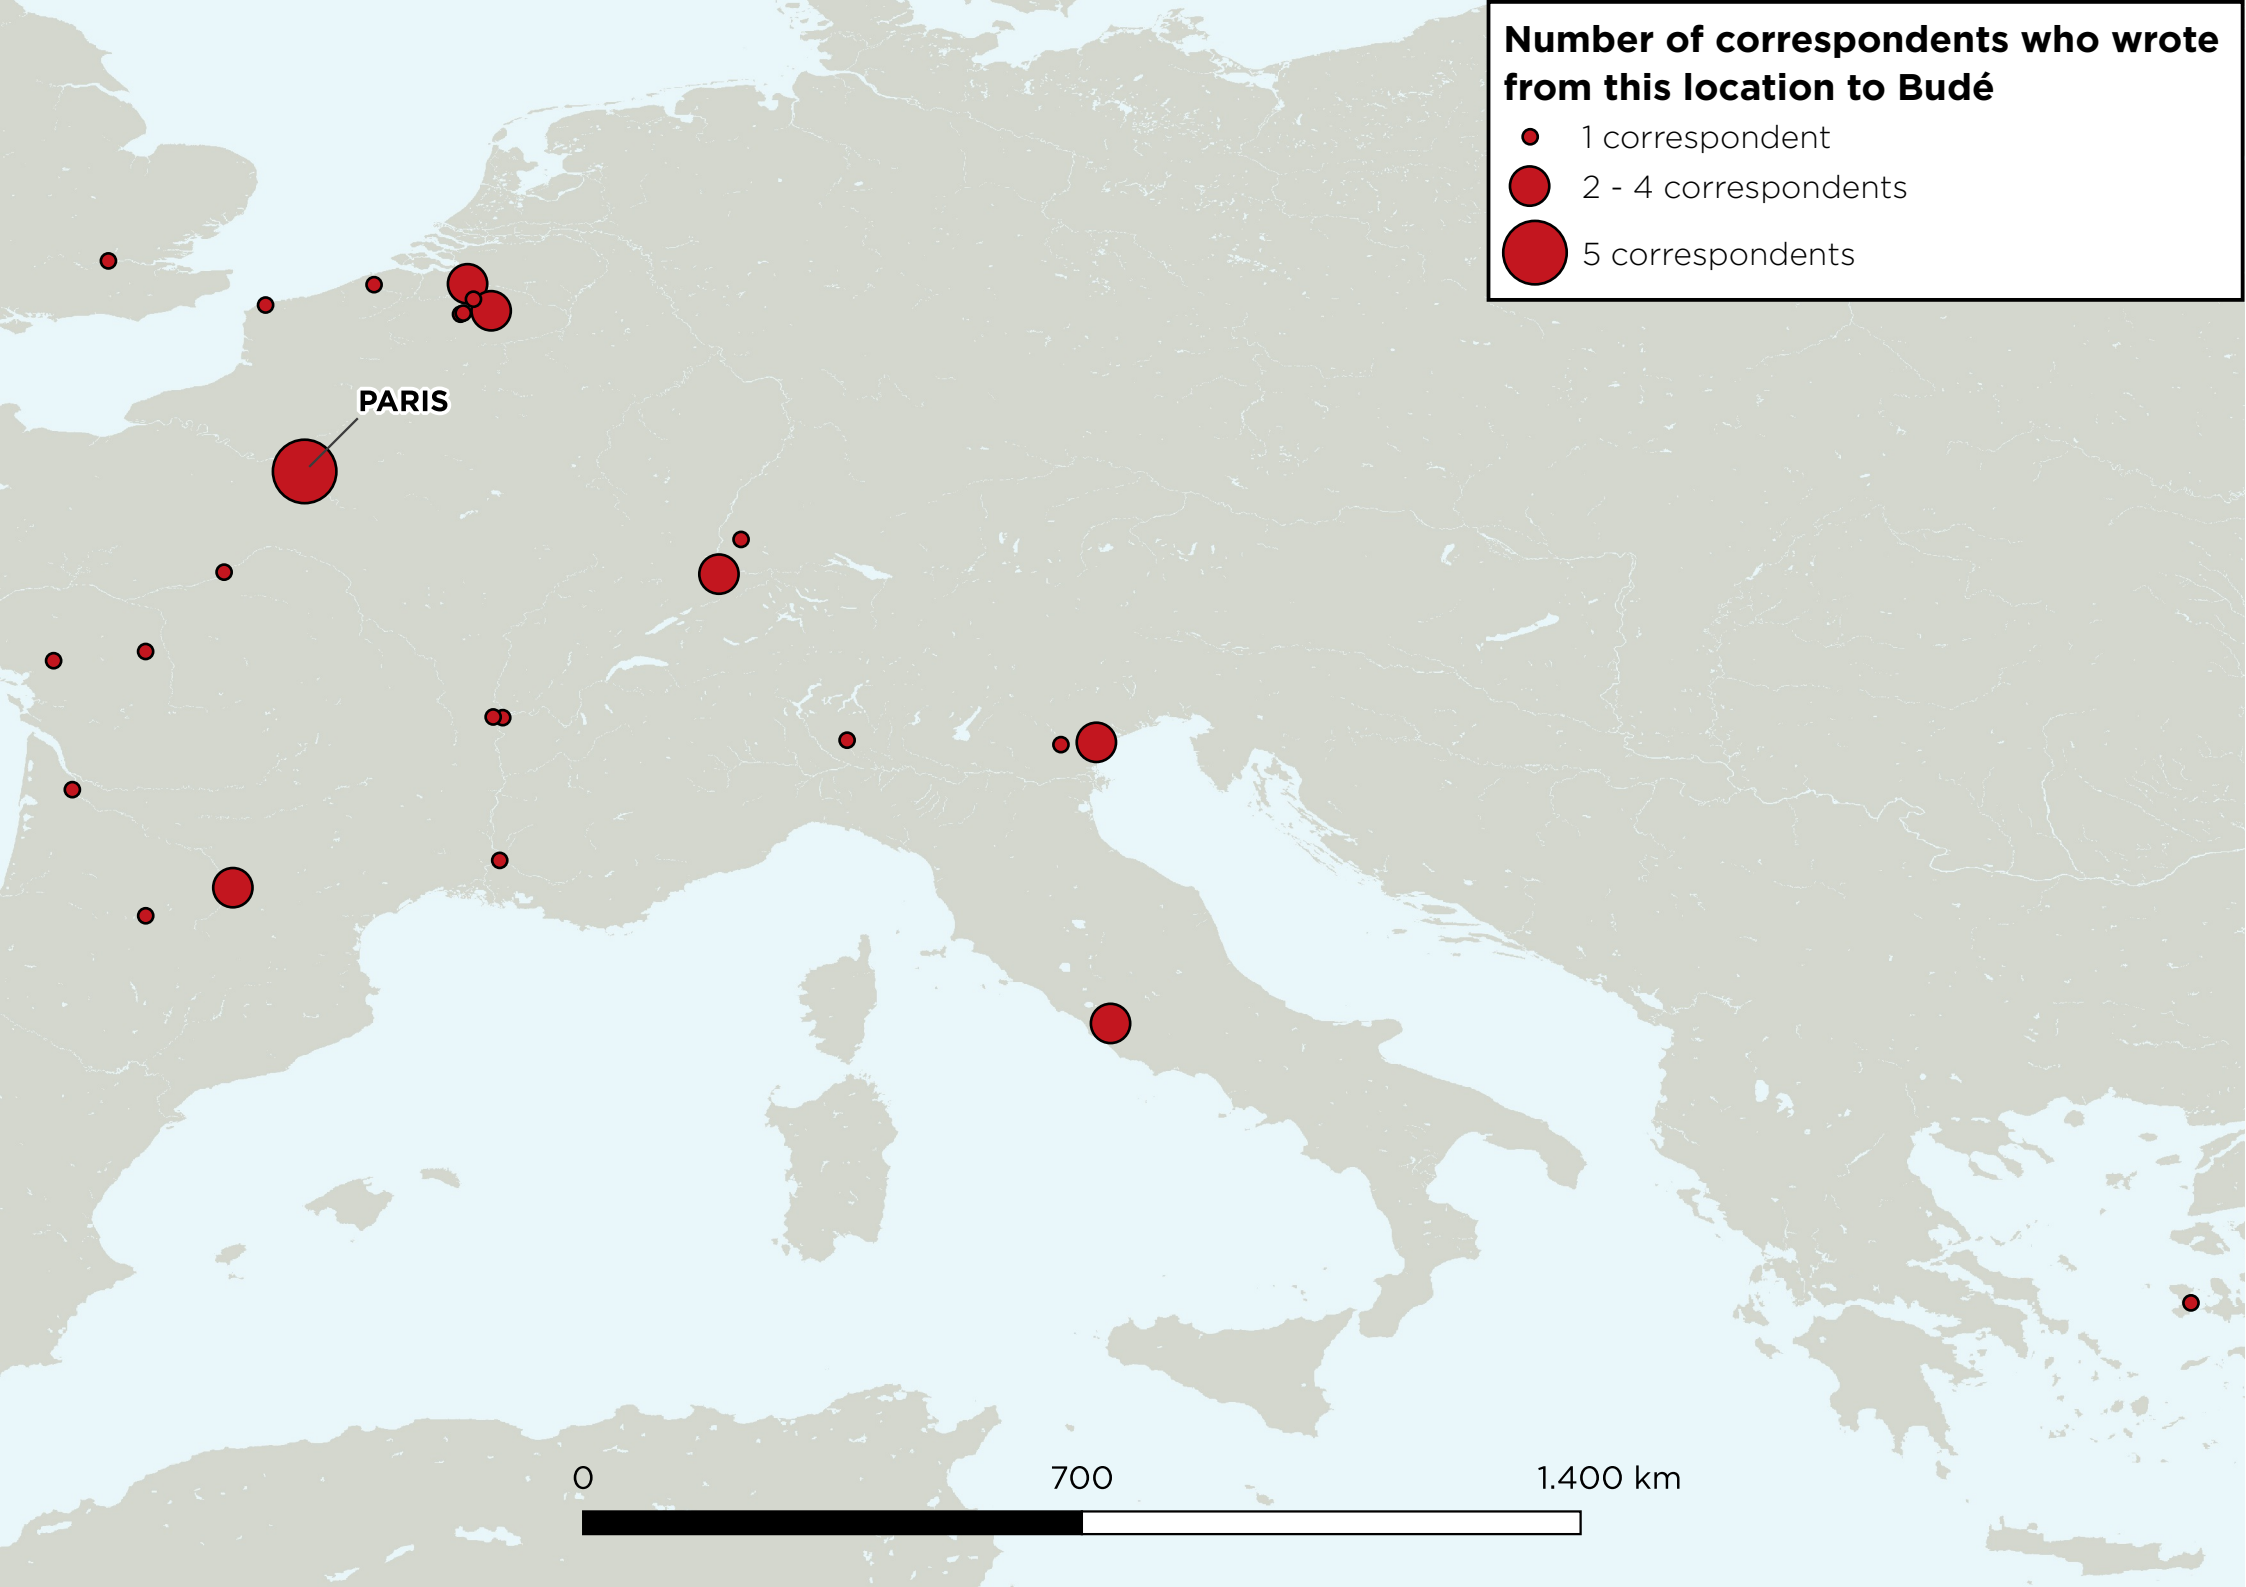 Number of correspondents who wrote
from this location to Budé
1 correspondent
2 - 4 correspondents
5 correspondents
PARIS
0 700 1.400 km